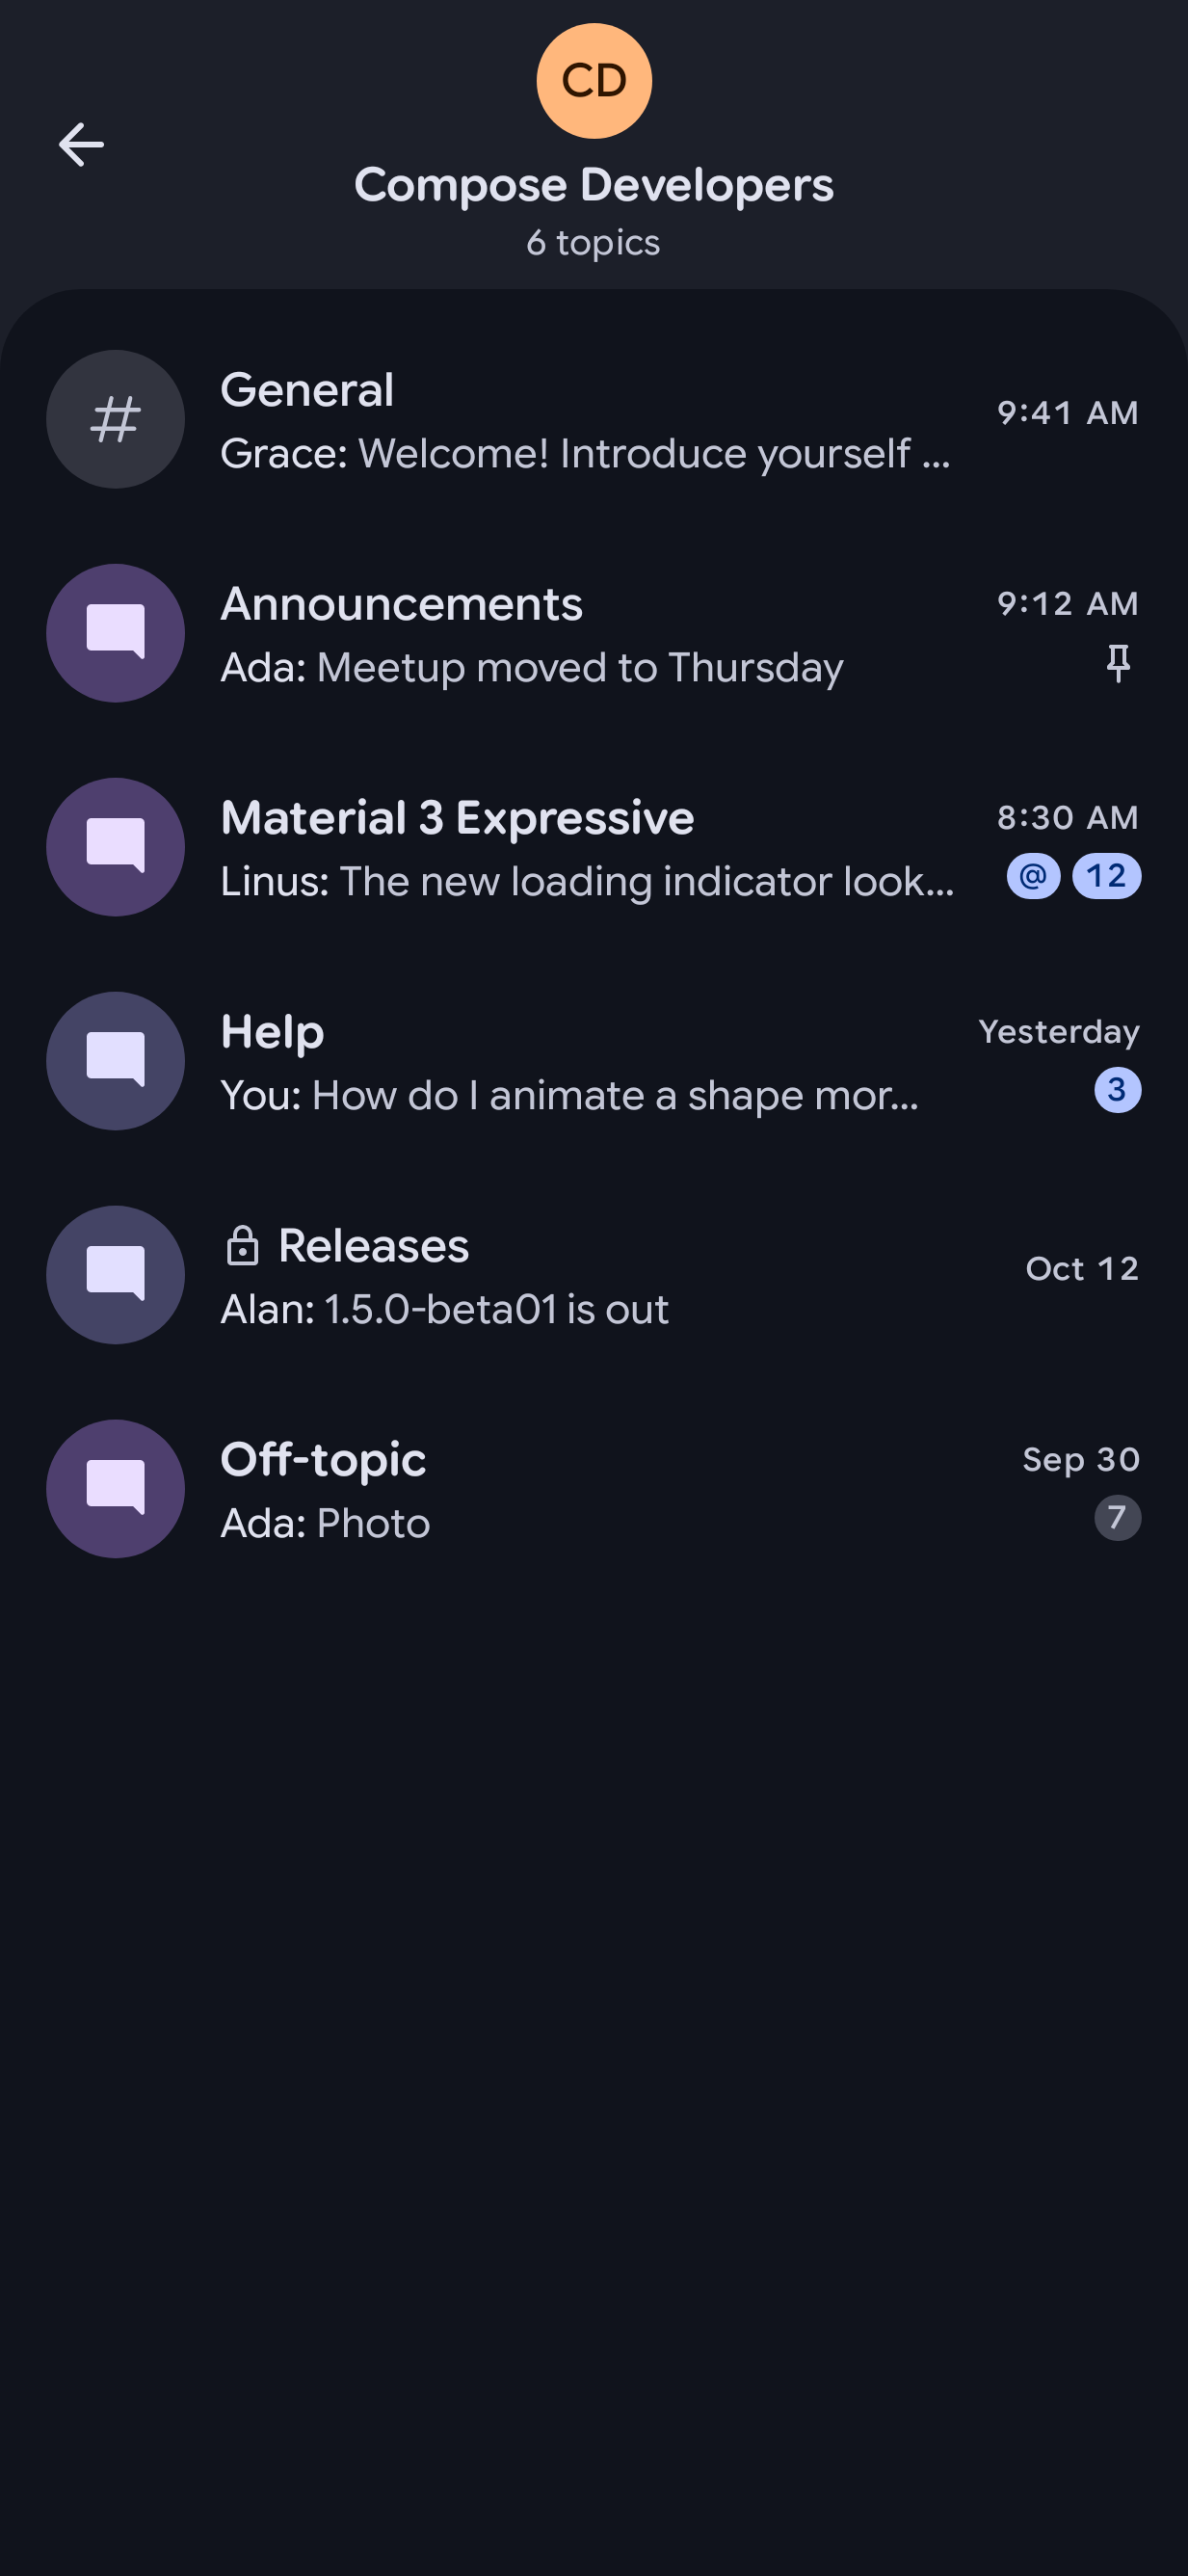 CD
Compose Developers
6 topics
General
9:41 AM
Grace: Welcome! Introduce yourself ...
Announcements
9:12 AM
Ada: Meetup moved to Thursday
Material 3 Expressive
8:30 AM
Linus: The new loading indicator look...
@ 12
Help
Yesterday
You: How do I animate a shape mor...
3
Releases
Oct 12
Alan: 1.5.0-beta01 is out
Off-topic
Sep 30
Ada: Photo
7